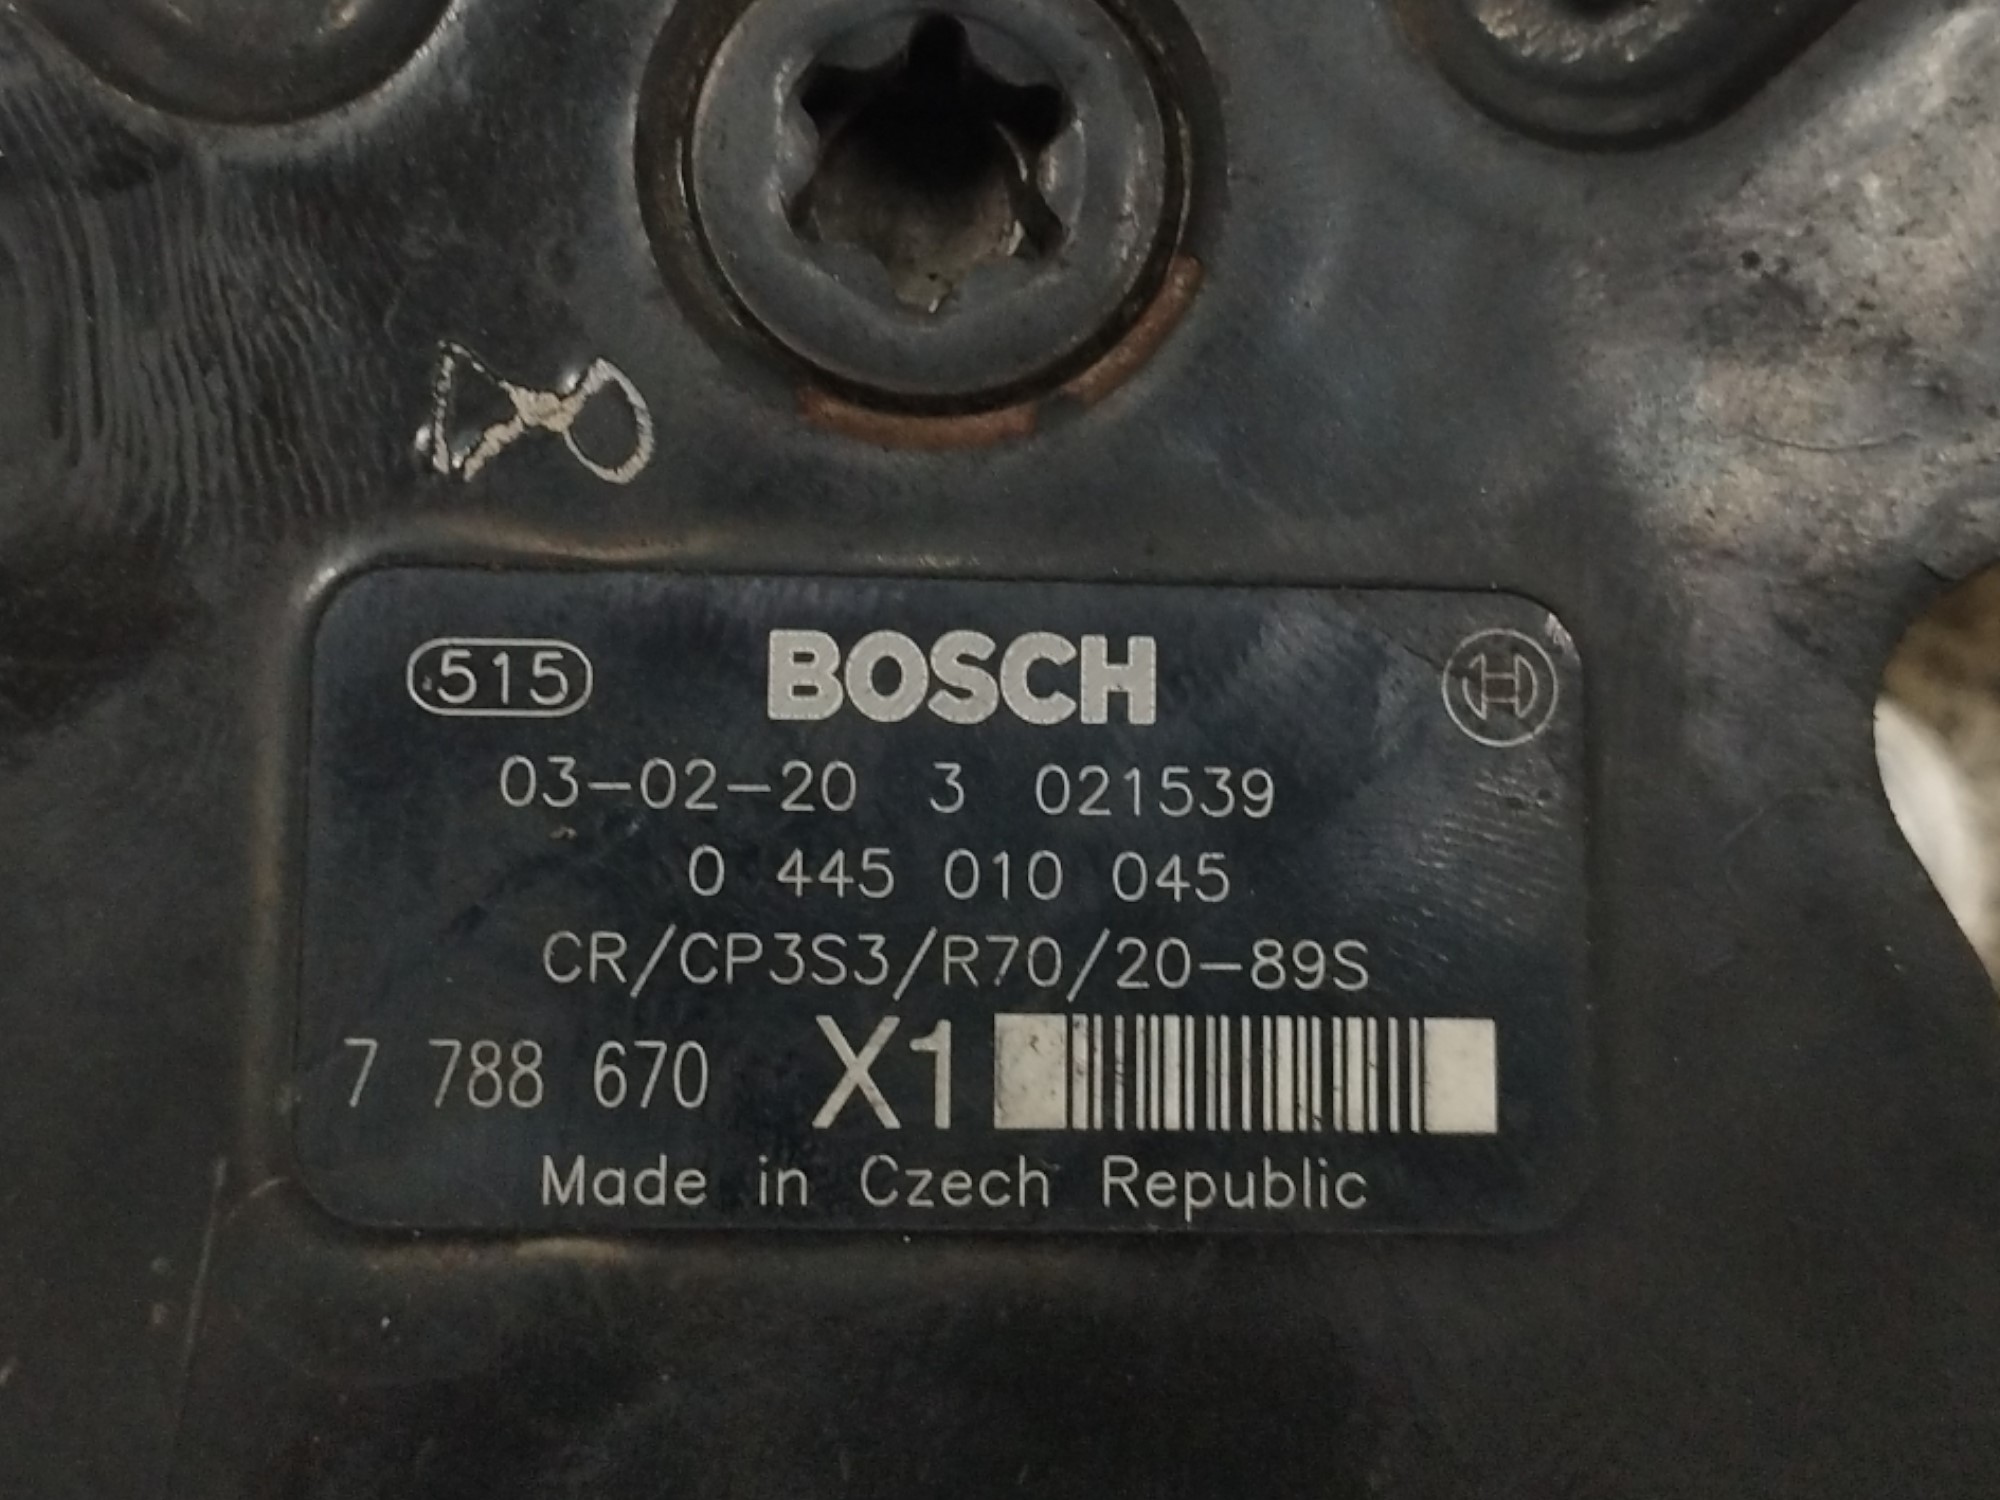 515 BOSCH
03-02-20 3 021539
0 445 010 045
CR/CP3S3/R70/20-89S
7 788 670 X1
Made in Czech Republic